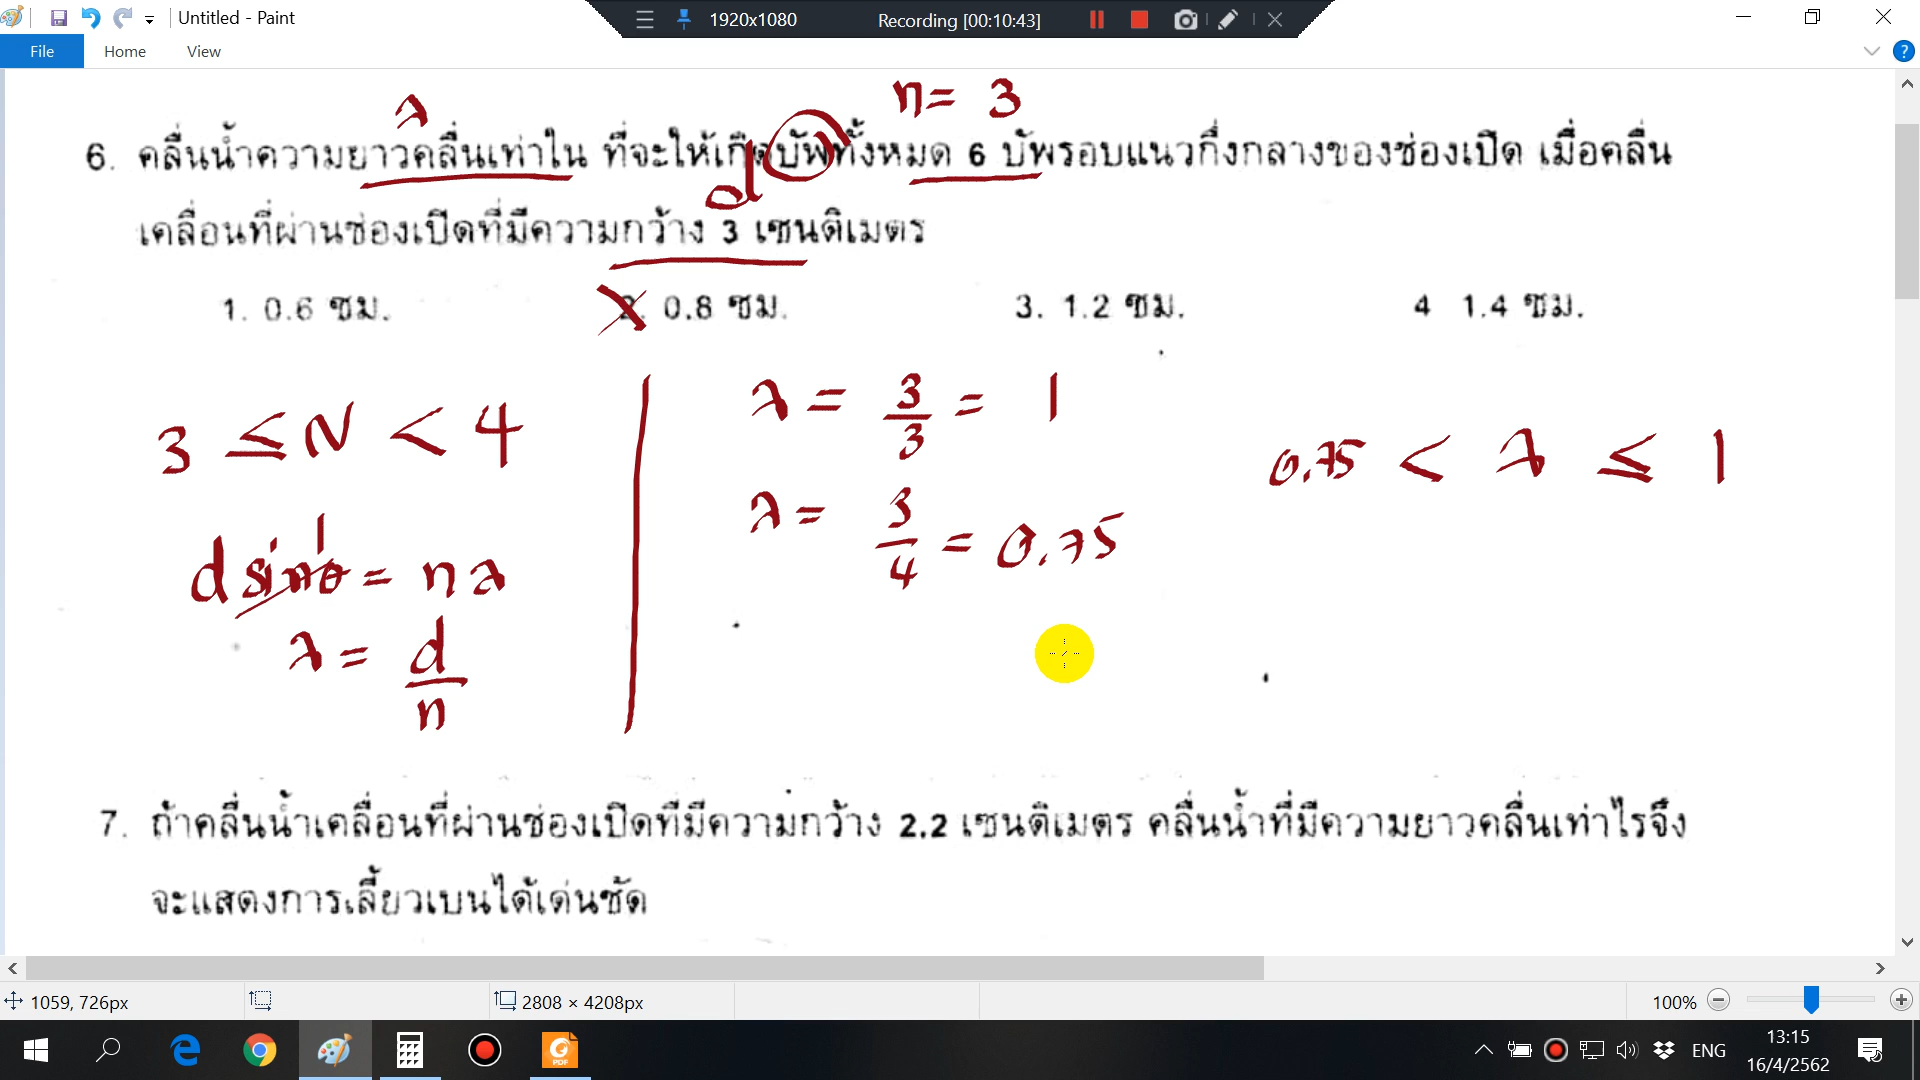 Untitled - Paint
1920x1080
Recording [00:10:43]
File
Home
View
λ
n = 3
6. คลื่นน้ำความยาวคลื่นเท่าใน ที่จะให้เกิดบัพทั้งหมด 6 บัพรอบแนวกึ่งกลางของช่องเปิด เมื่อคลื่น
d
เคลื่อนที่ผ่านช่องเปิดที่มีความกว้าง 3 เซนติเมตร
1. 0.6 ซม. 2. 0.8 ซม. 3. 1.2 ซม. 4 1.4 ซม.
3 ≤ N < 4
1
d sinθ = nλ
λ = d/n
λ = 3/3 = 1
λ = 3/4 = 0.75
0.75 < λ ≤ 1
7. ถ้าคลื่นน้ำเคลื่อนที่ผ่านช่องเปิดที่มีความกว้าง 2.2 เซนติเมตร คลื่นน้ำที่มีความยาวคลื่นเท่าไรจึง
จะแสดงการเลี้ยวเบนได้เด่นชัด
1059, 726px
2808 × 4208px
100%
PDF
ENG
13:15
16/4/2562